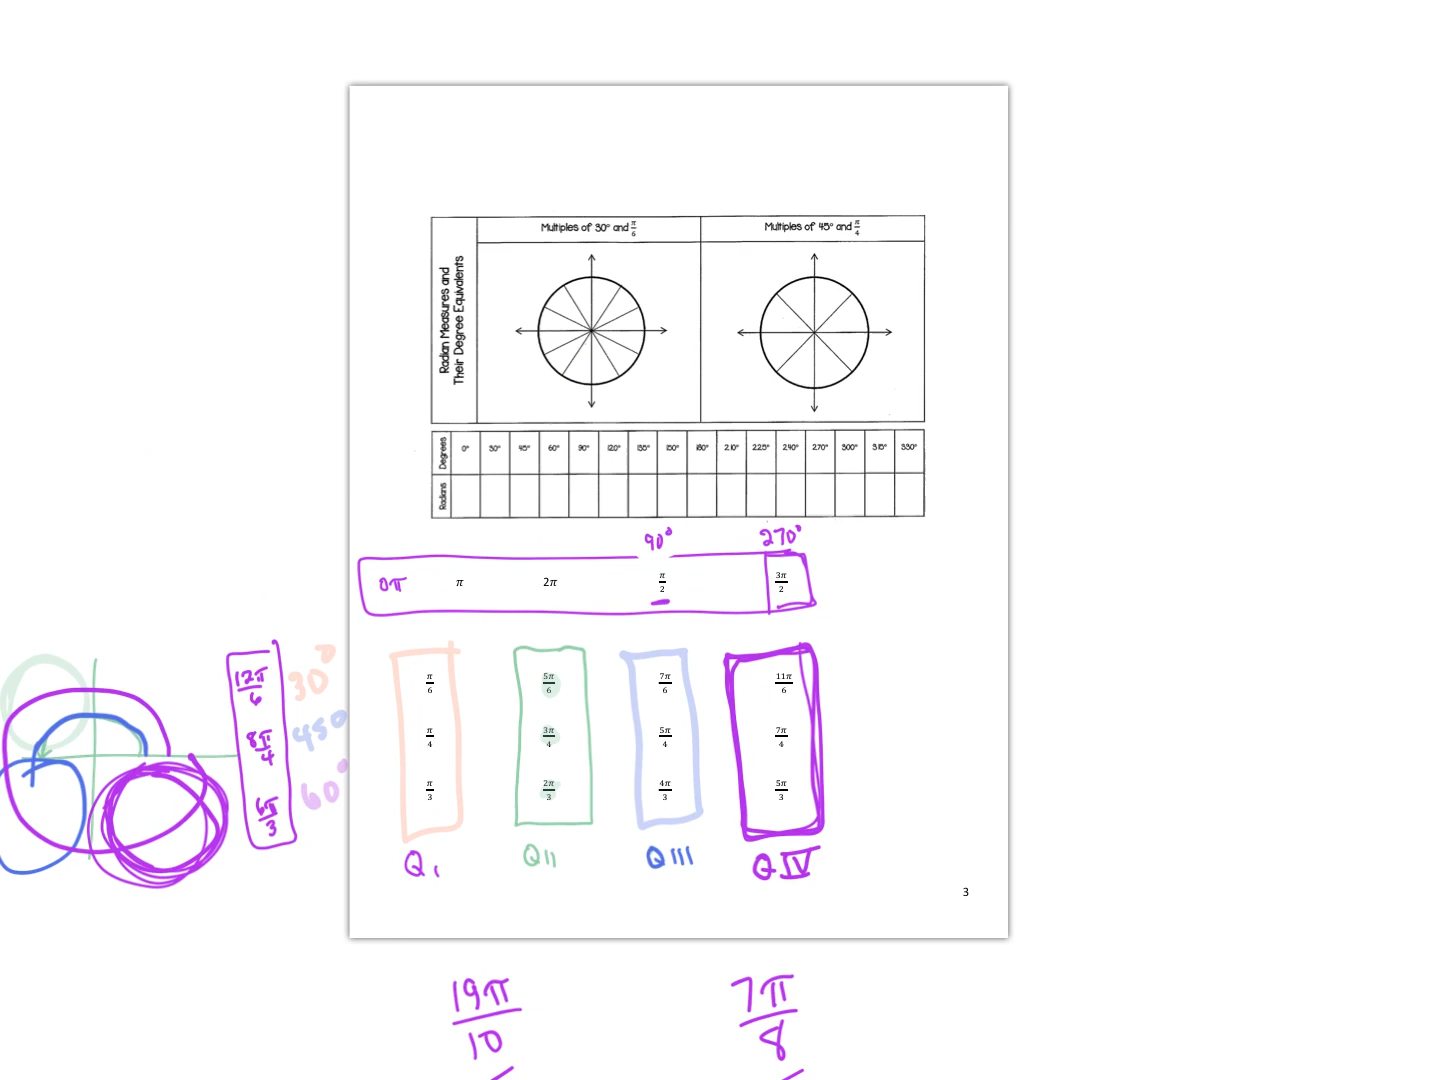 Radian Measures and
Their Degree Equivalents
Multiples of 30° and π/6
Multiples of 45° and π/4
Degrees 0° 30° 45° 60° 90° 120° 135° 150° 180° 210° 225° 240° 270° 300° 315° 330°
Radians
90° 270°
0π π 2π π/2 3π/2
12π/6 30°
8π/4 450
6π/3 60°
π/6 5π/6 7π/6 11π/6
π/4 3π/4 5π/4 7π/4
π/3 2π/3 4π/3 5π/3
QI QII QIII QIV
3
19π/10 7π/8